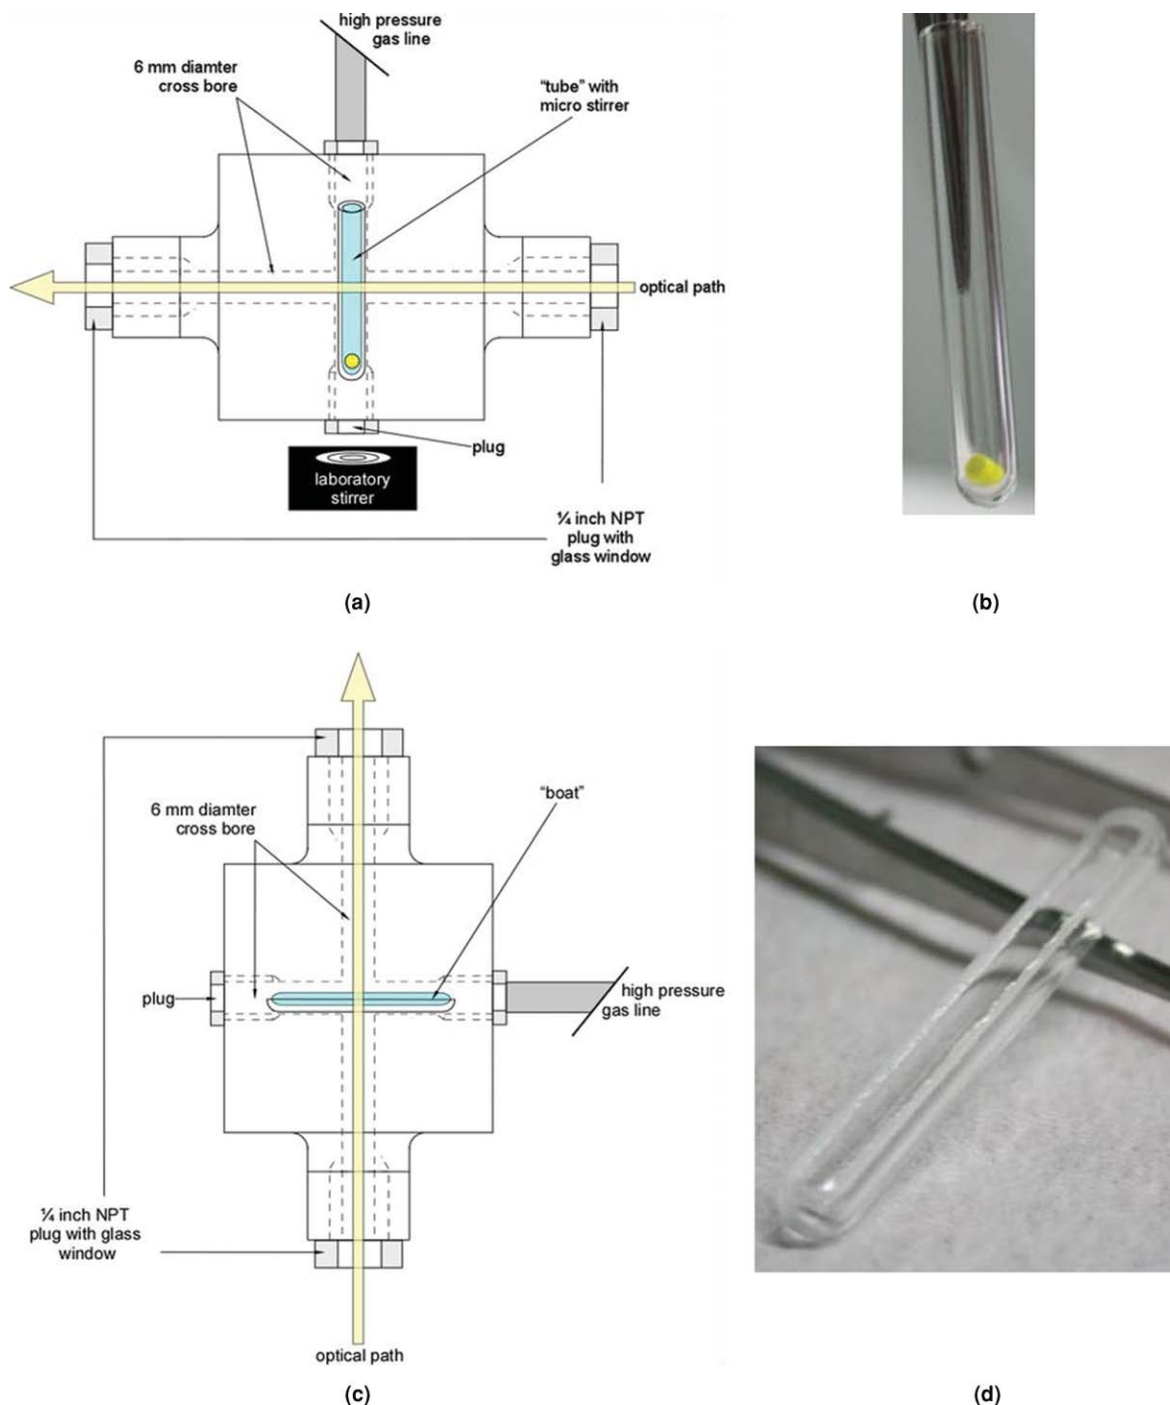 high pressure
gas line
6 mm diamter
cross bore
“tube” with
micro stirrer
optical path
plug
laboratory
stirrer
¼ inch NPT
plug with
glass window
(a)
(b)
6 mm diamter
cross bore
“boat”
plug
high pressure
gas line
¼ inch NPT
plug with glass
window
optical path
(c)
(d)